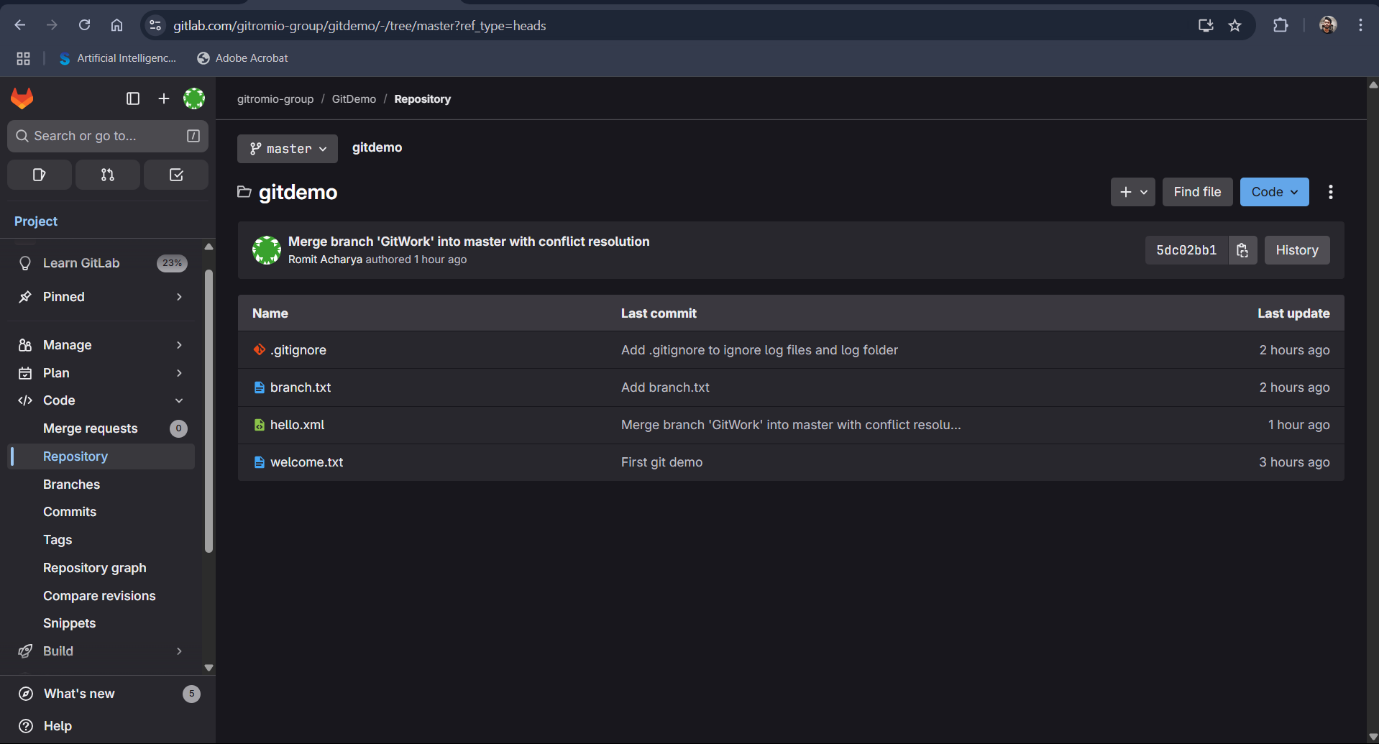 gitlab.com/gitromio-group/gitdemo/-/tree/master?ref_type=heads
Artificial Intelligenc...
Adobe Acrobat
gitromio-group / GitDemo / Repository
Search or go to...
/
master
gitdemo
gitdemo
Find file
Code
Project
Merge branch 'GitWork' into master with conflict resolution
Romit Acharya authored 1 hour ago
5dc02bb1
History
Learn GitLab 23%
Pinned
Manage
Plan
Code
Merge requests 0
Repository
Branches
Commits
Tags
Repository graph
Compare revisions
Snippets
Build
What's new 5
Help
Name Last commit Last update
.gitignore Add .gitignore to ignore log files and log folder 2 hours ago
branch.txt Add branch.txt 2 hours ago
hello.xml Merge branch 'GitWork' into master with conflict resolu... 1 hour ago
welcome.txt First git demo 3 hours ago